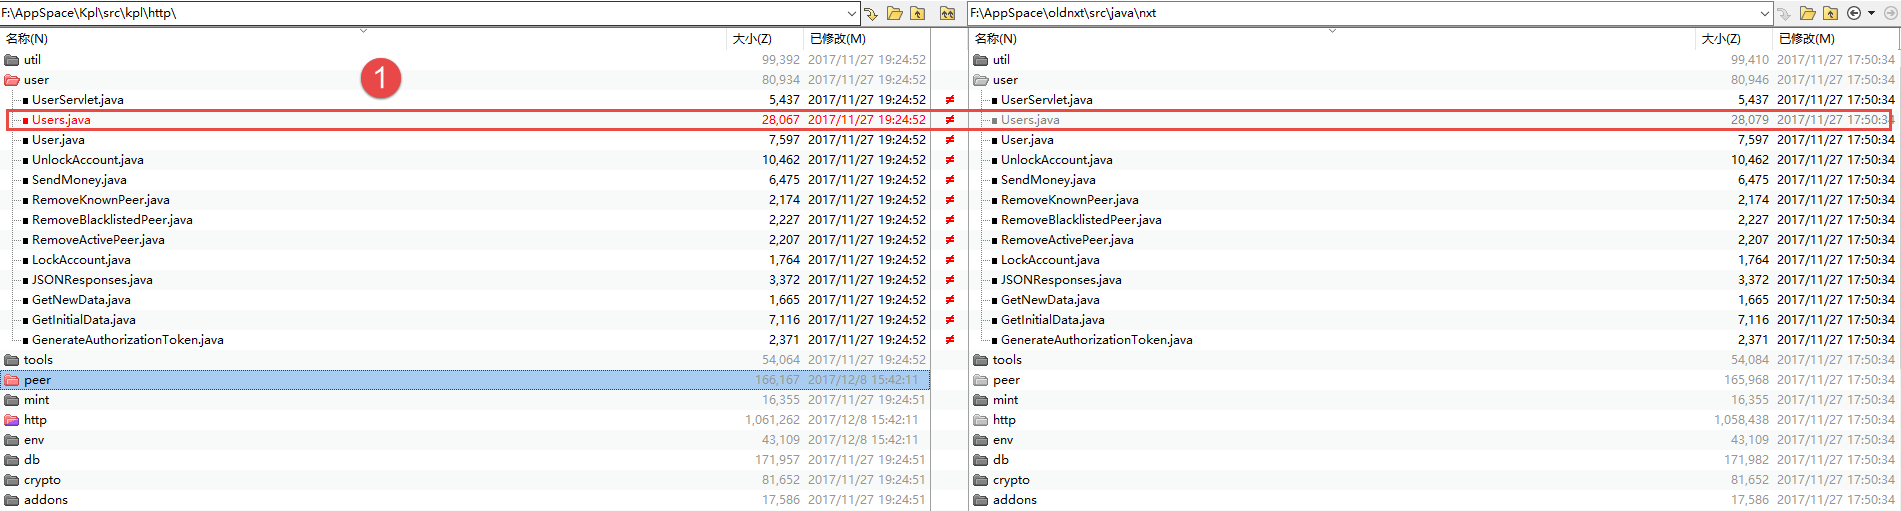 F:\AppSpace\Kpl\src\kpl\http\ F:\AppSpace\oldnxt\src\java\nxt
名称(N) 大小(Z) 已修改(M) 名称(N) 大小(Z) 已修改(M)
util 99,392 2017/11/27 19:24:52 util 99,410 2017/11/27 17:50:34
1
user 80,934 2017/11/27 19:24:52 user 80,946 2017/11/27 17:50:34
UserServlet.java 5,437 2017/11/27 19:24:52 ≠ UserServlet.java 5,437 2017/11/27 17:50:34
Users.java 28,067 2017/11/27 19:24:52 ≠ Users.java 28,079 2017/11/27 17:50:34
User.java 7,597 2017/11/27 19:24:52 ≠ User.java 7,597 2017/11/27 17:50:34
UnlockAccount.java 10,462 2017/11/27 19:24:52 ≠ UnlockAccount.java 10,462 2017/11/27 17:50:34
SendMoney.java 6,475 2017/11/27 19:24:52 ≠ SendMoney.java 6,475 2017/11/27 17:50:34
RemoveKnownPeer.java 2,174 2017/11/27 19:24:52 ≠ RemoveKnownPeer.java 2,174 2017/11/27 17:50:34
RemoveBlacklistedPeer.java 2,227 2017/11/27 19:24:52 ≠ RemoveBlacklistedPeer.java 2,227 2017/11/27 17:50:34
RemoveActivePeer.java 2,207 2017/11/27 19:24:52 ≠ RemoveActivePeer.java 2,207 2017/11/27 17:50:34
LockAccount.java 1,764 2017/11/27 19:24:52 ≠ LockAccount.java 1,764 2017/11/27 17:50:34
JSONResponses.java 3,372 2017/11/27 19:24:52 ≠ JSONResponses.java 3,372 2017/11/27 17:50:34
GetNewData.java 1,665 2017/11/27 19:24:52 ≠ GetNewData.java 1,665 2017/11/27 17:50:34
GetInitialData.java 7,116 2017/11/27 19:24:52 ≠ GetInitialData.java 7,116 2017/11/27 17:50:34
GenerateAuthorizationToken.java 2,371 2017/11/27 19:24:52 ≠ GenerateAuthorizationToken.java 2,371 2017/11/27 17:50:34
tools 54,064 2017/11/27 19:24:52 tools 54,084 2017/11/27 17:50:34
peer 166,167 2017/12/8 15:42:11 peer 165,968 2017/11/27 17:50:34
mint 16,355 2017/11/27 19:24:51 mint 16,355 2017/11/27 17:50:34
http 1,061,262 2017/12/8 15:42:11 http 1,058,438 2017/11/27 17:50:34
env 43,109 2017/12/8 15:42:11 env 43,109 2017/11/27 17:50:34
db 171,957 2017/11/27 19:24:51 db 171,982 2017/11/27 17:50:34
crypto 81,652 2017/11/27 19:24:51 crypto 81,652 2017/11/27 17:50:34
addons 17,586 2017/11/27 19:24:51 addons 17,586 2017/11/27 17:50:34